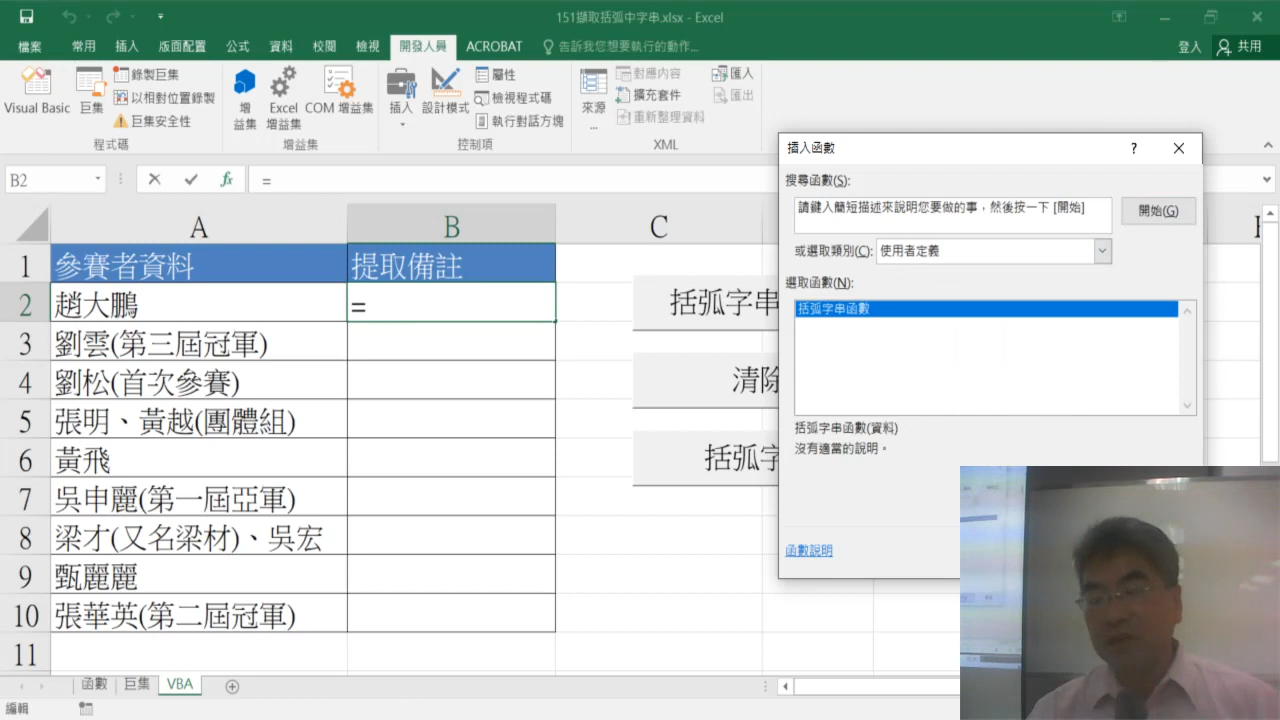 151擷取括弧中字串.xlsx - Excel
檔案 常用 插入 版面配置 公式 資料 校閱 檢視 開發人員 ACROBAT 告訴我您想要執行的動作... 登入 共用
Visual Basic 巨集 錄製巨集 以相對位置錄製 巨集安全性 程式碼
增益集 Excel 增益集 COM 增益集 增益集
插入 設計模式 屬性 檢視程式碼 執行對話方塊 控制項
來源... 對應內容 擴充套件 重新整理資料 匯入 匯出 XML
B2 fx =
插入函數 ? ×
搜尋函數(S):
請鍵入簡短描述來說明您要做的事，然後按一下 [開始] 開始(G)
或選取類別(C): 使用者定義
選取函數(N):
括弧字串函數
括弧字串函數(資料)
沒有適當的說明。
函數說明
A B C
1 參賽者資料 提取備註
2 趙大鵬 =
3 劉雲(第三屆冠軍)
4 劉松(首次參賽)
5 張明、黃越(團體組)
6 黃飛
7 吳申麗(第一屆亞軍)
8 梁才(又名梁材)、吳宏
9 甄麗麗
10 張華英(第二屆冠軍)
11
括弧字串
清除
括弧字
函數 巨集 VBA
編輯